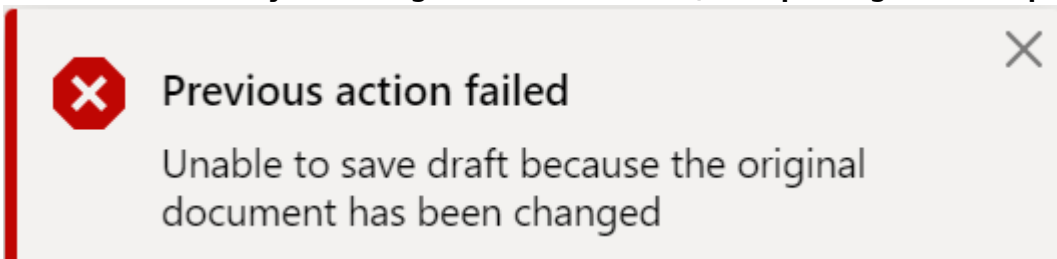 Previous action failed
Unable to save draft because the original
document has been changed